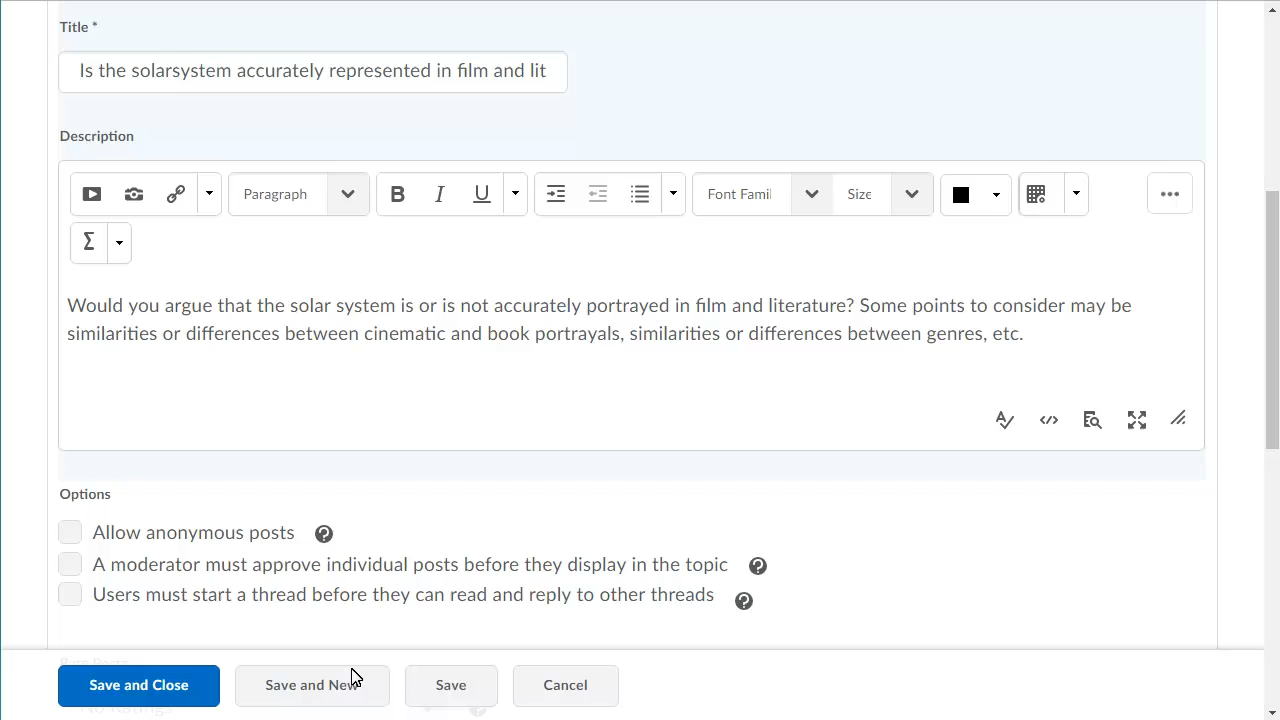 Title *
Is the solarsystem accurately represented in film and lit
Description
Paragraph
B I U
Font Famil
Size
Σ
Would you argue that the solar system is or is not accurately portrayed in film and literature? Some points to consider may be
similarities or differences between cinematic and book portrayals, similarities or differences between genres, etc.
Options
Allow anonymous posts
A moderator must approve individual posts before they display in the topic
Users must start a thread before they can read and reply to other threads
Rate Posts
No Ratings
Save and Close Save and New Save Cancel